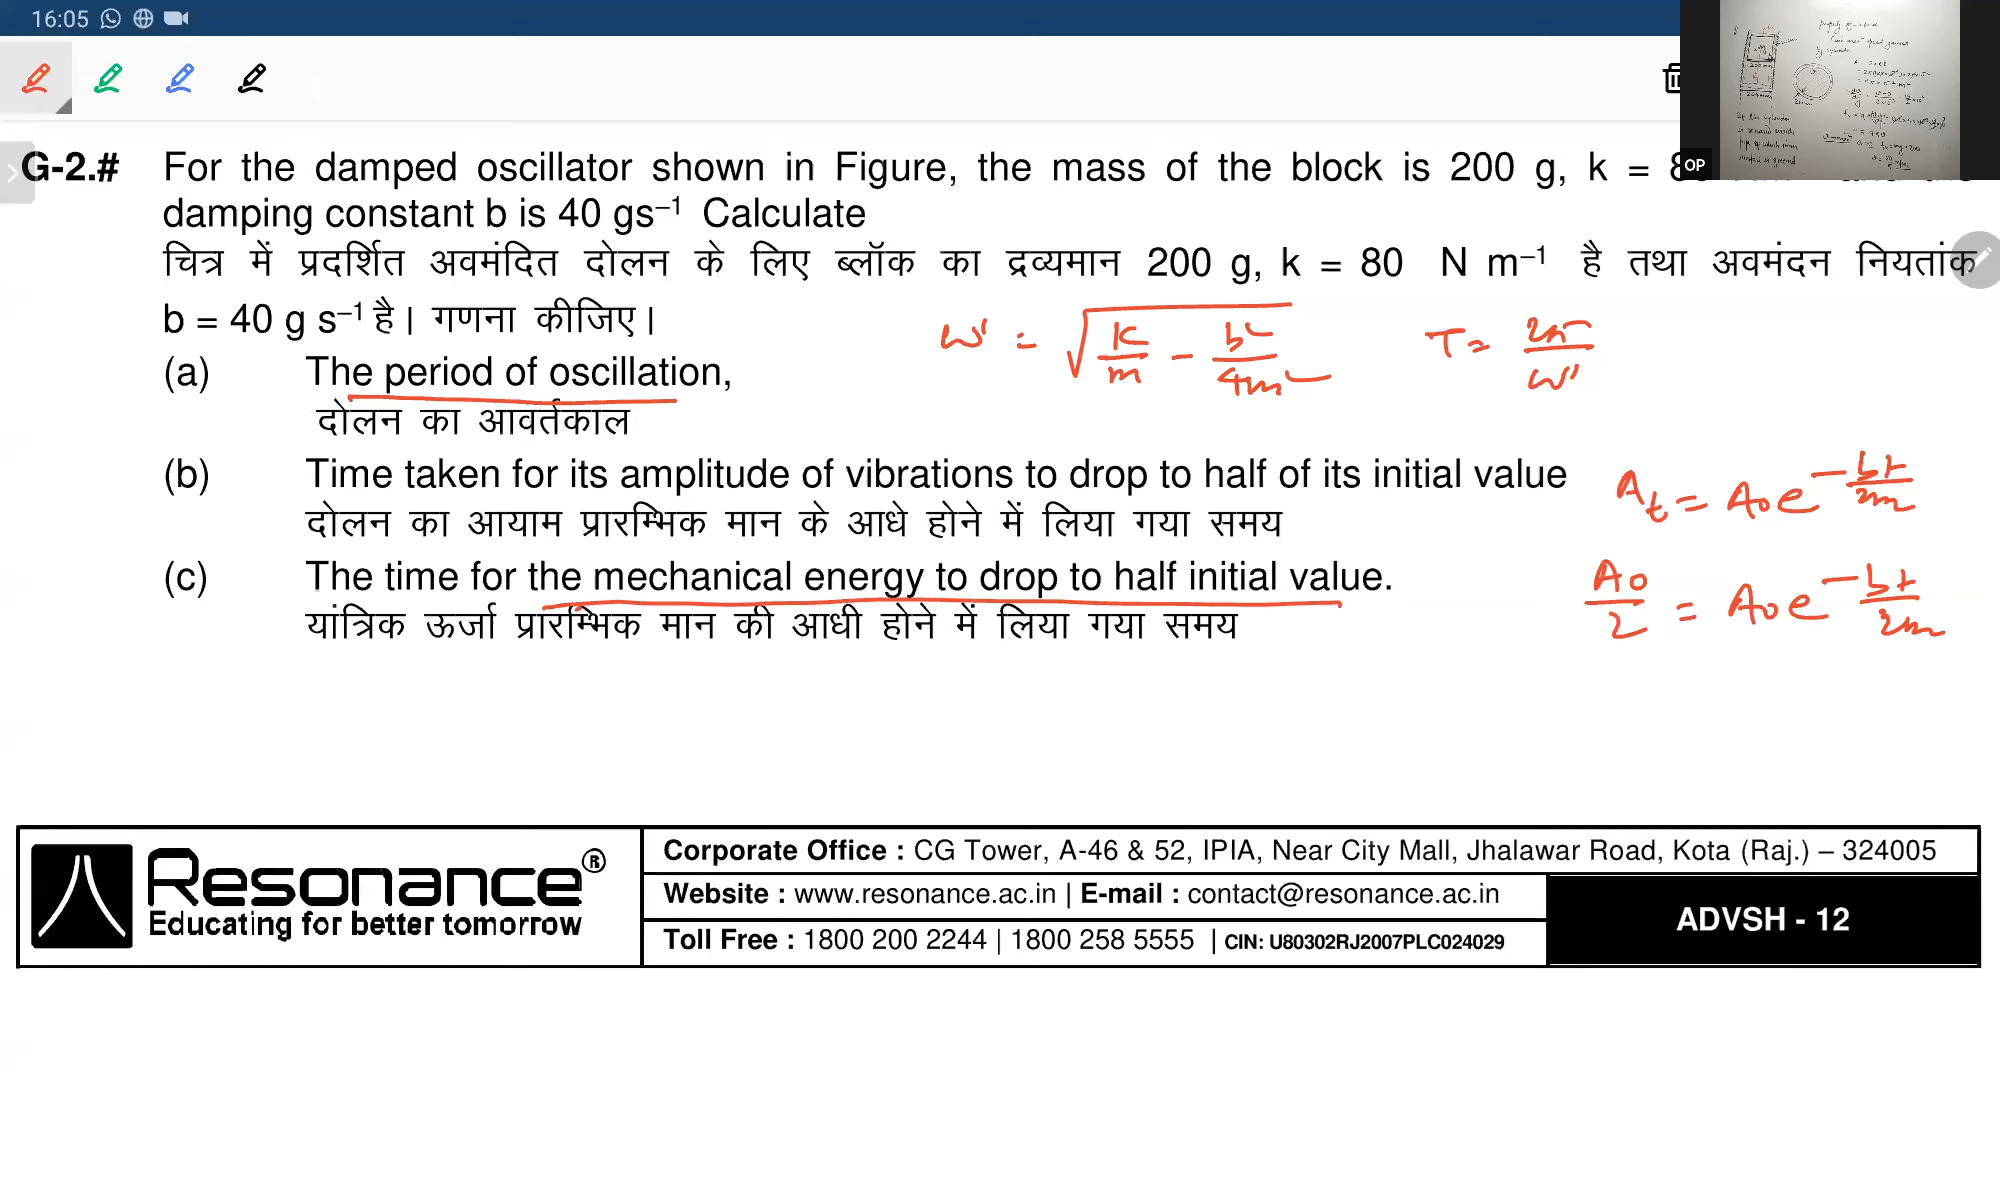 16:05
G-2.# For the damped oscillator shown in Figure, the mass of the block is 200 g, k =
damping constant b is 40 gs⁻¹ Calculate
चित्र में प्रदर्शित अवमंदित दोलन के लिए ब्लॉक का द्रव्यमान 200 g, k = 80 N m⁻¹ है तथा अवमंदन नियतांक
b = 40 g s⁻¹ है। गणना कीजिए।
ω' = √(k/m − b²/4m²) T = 2π/ω'
(a) The period of oscillation,
दोलन का आवर्तकाल
(b) Time taken for its amplitude of vibrations to drop to half of its initial value
A_t = A₀e^(−bt/2m)
दोलन का आयाम प्रारम्भिक मान के आधे होने में लिया गया समय
(c) The time for the mechanical energy to drop to half initial value.
A₀/2 = A₀e^(−bt/2m)
यांत्रिक ऊर्जा प्रारम्भिक मान की आधी होने में लिया गया समय
OP
Resonance®
Educating for better tomorrow
Corporate Office : CG Tower, A-46 & 52, IPIA, Near City Mall, Jhalawar Road, Kota (Raj.) – 324005
Website : www.resonance.ac.in | E-mail : contact@resonance.ac.in
Toll Free : 1800 200 2244 | 1800 258 5555 | CIN: U80302RJ2007PLC024029
ADVSH - 12